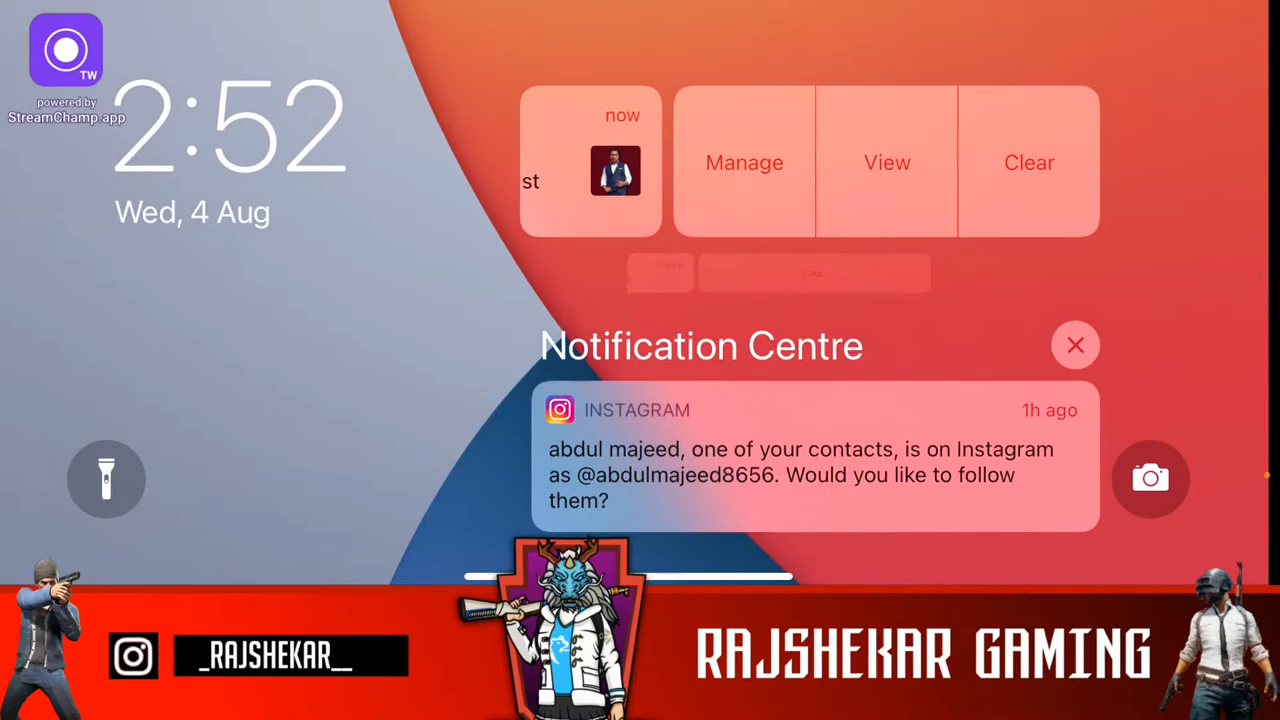 TW
powered by
StreamChamp.app
2:52
Wed, 4 Aug
now
st
Manage
View
Clear
Notification Centre
INSTAGRAM
1h ago
abdul majeed, one of your contacts, is on Instagram
as @abdulmajeed8656. Would you like to follow
them?
_RAJSHEKAR__
RAJSHEKAR GAMING